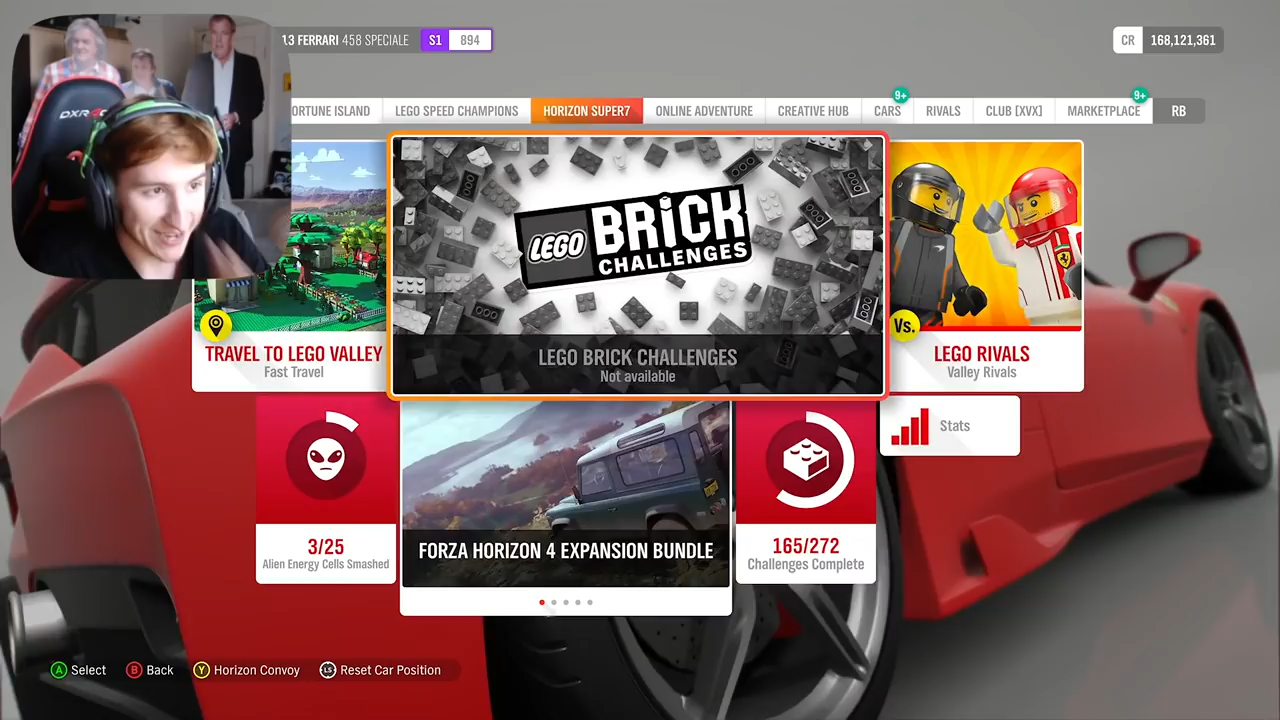 13 FERRARI 458 SPECIALE
S1 894
CR 168,121,361
ORTUNE ISLAND
LEGO SPEED CHAMPIONS
HORIZON SUPER7
ONLINE ADVENTURE
CREATIVE HUB
CARS
9+
RIVALS
CLUB [XVX]
MARKETPLACE
9+
RB
TRAVEL TO LEGO VALLEY
Fast Travel
LEGO
BRICK
CHALLENGES
LEGO BRICK CHALLENGES
Not available
Vs.
LEGO RIVALS
Valley Rivals
3/25
Alien Energy Cells Smashed
FORZA HORIZON 4 EXPANSION BUNDLE
165/272
Challenges Complete
Stats
A Select
B Back
Y Horizon Convoy
LS Reset Car Position